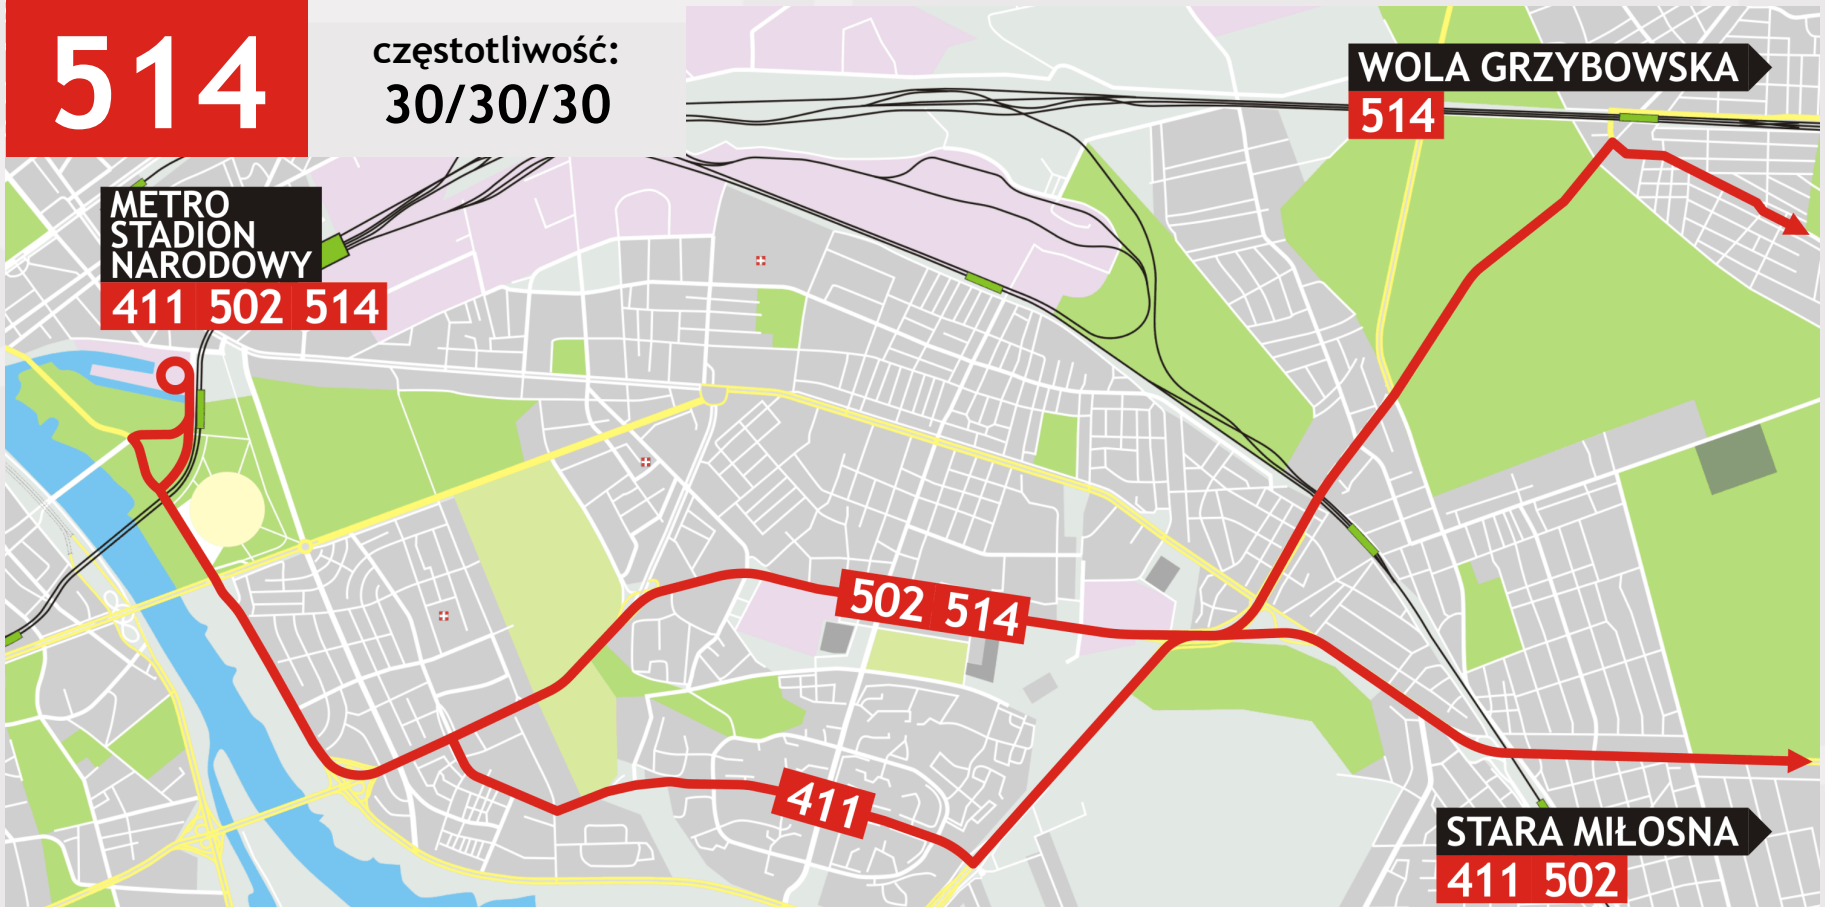 514
częstotliwość:
30/30/30
WOLA GRZYBOWSKA
514
METRO
STADION
NARODOWY
411 502 514
502 514
411
STARA MIŁOSNA
411 502